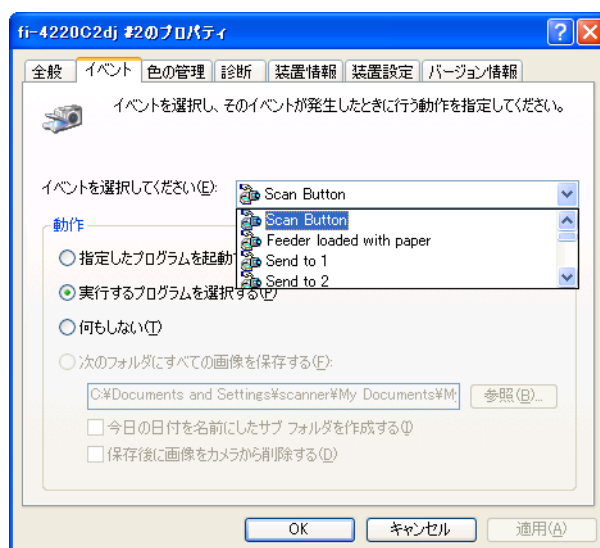 fi-4220C2dj #2のプロパティ
全般 イベント 色の管理 診断 装置情報 装置設定 バージョン情報
イベントを選択し、そのイベントが発生したときに行う動作を指定してください。
イベントを選択してください(E): Scan Button
Scan Button
Feeder loaded with paper
Send to 1
Send to 2
動作
指定したプログラムを起動
実行するプログラムを選択する(P)
何もしない(T)
次のフォルダにすべての画像を保存する(F):
C:¥Documents and Settings¥scanner¥My Documents¥M 参照(B)...
今日の日付を名前にしたサブ フォルダを作成する(I)
保存後に画像をカメラから削除する(D)
OK キャンセル 適用(A)